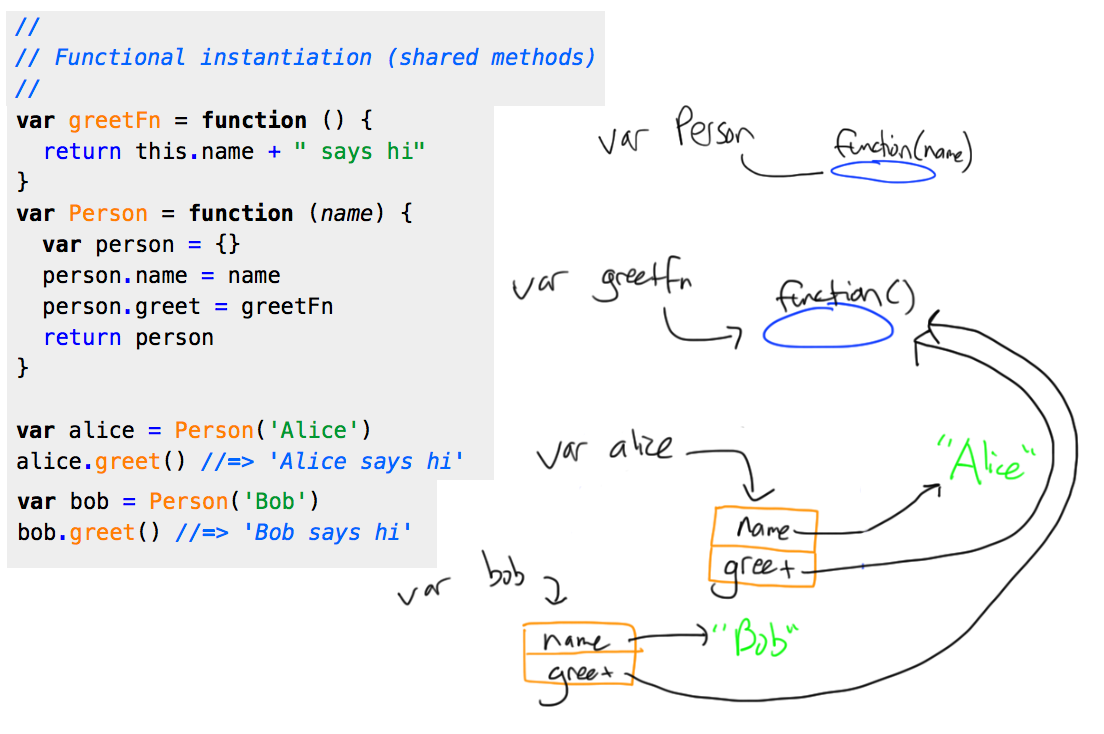 //
// Functional instantiation (shared methods)
//
var greetFn = function () {
  return this.name + " says hi"
}
var Person = function (name) {
  var person = {}
  person.name = name
  person.greet = greetFn
  return person
}
var alice = Person('Alice')
alice.greet() //=> 'Alice says hi'
var bob = Person('Bob')
bob.greet() //=> 'Bob says hi'
var Person
function(name)
var greetFn
function()
var alice
"Alice"
name
greet
var bob
name
"Bob"
greet